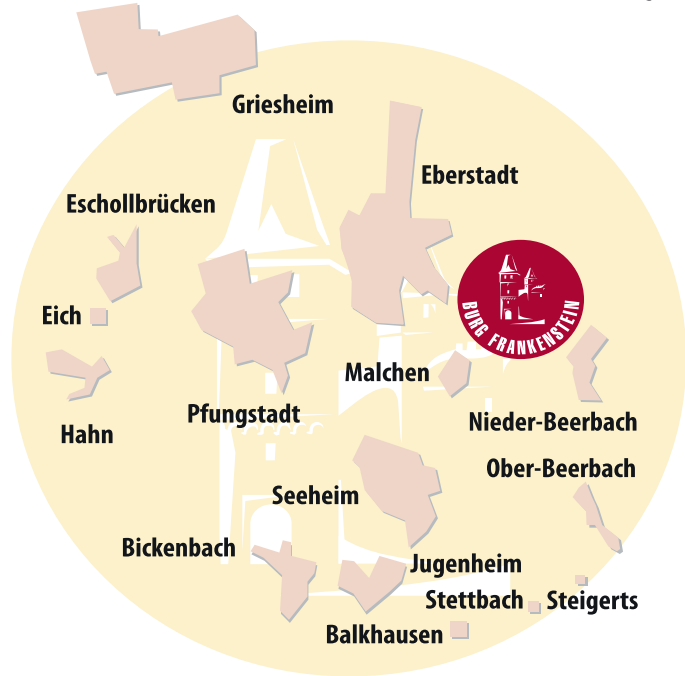 Griesheim
Eberstadt
Eschollbrücken
BURG FRANKENSTEIN
Eich
Malchen
Pfungstadt
Nieder-Beerbach
Hahn
Ober-Beerbach
Seeheim
Bickenbach
Jugenheim
Stettbach
Steigerts
Balkhausen